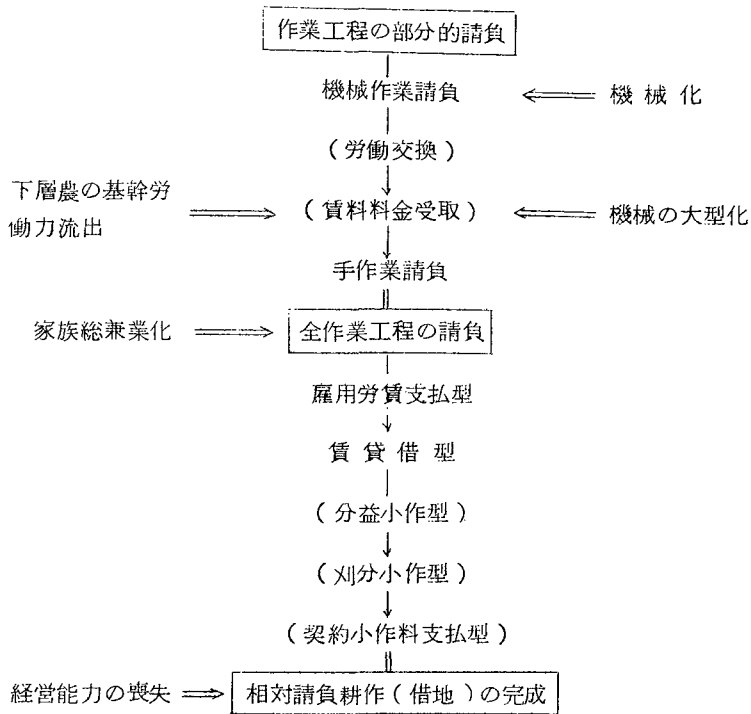 作業工程の部分的請負
機械作業請負
機械化
(労働交換)
下層農の基幹労
働力流出
(賃料料金受取)
機械の大型化
手作業請負
家族総兼業化
全作業工程の請負
雇用労賃支払型
賃貸借型
(分益小作型)
(刈分小作型)
(契約小作料支払型)
経営能力の喪失
相対請負耕作(借地)の完成